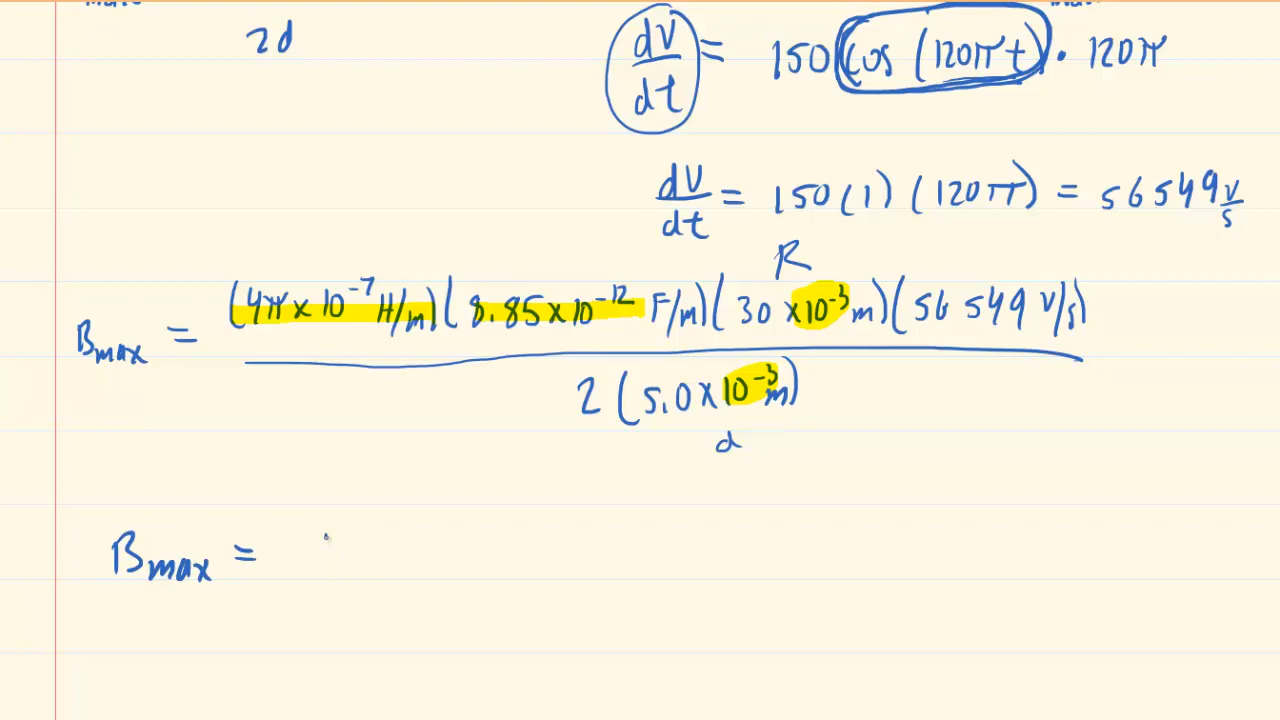 2d
dV/dt = 150 cos (120πt) · 120π
dV/dt = 150 (1) (120π) = 56549 V/s
R
Bmax = (4π×10⁻⁷ H/m)(8.85×10⁻¹² F/m)(30 ×10⁻³ m)(56 549 V/s)
2 (5.0×10⁻³ m)
d
Bmax =